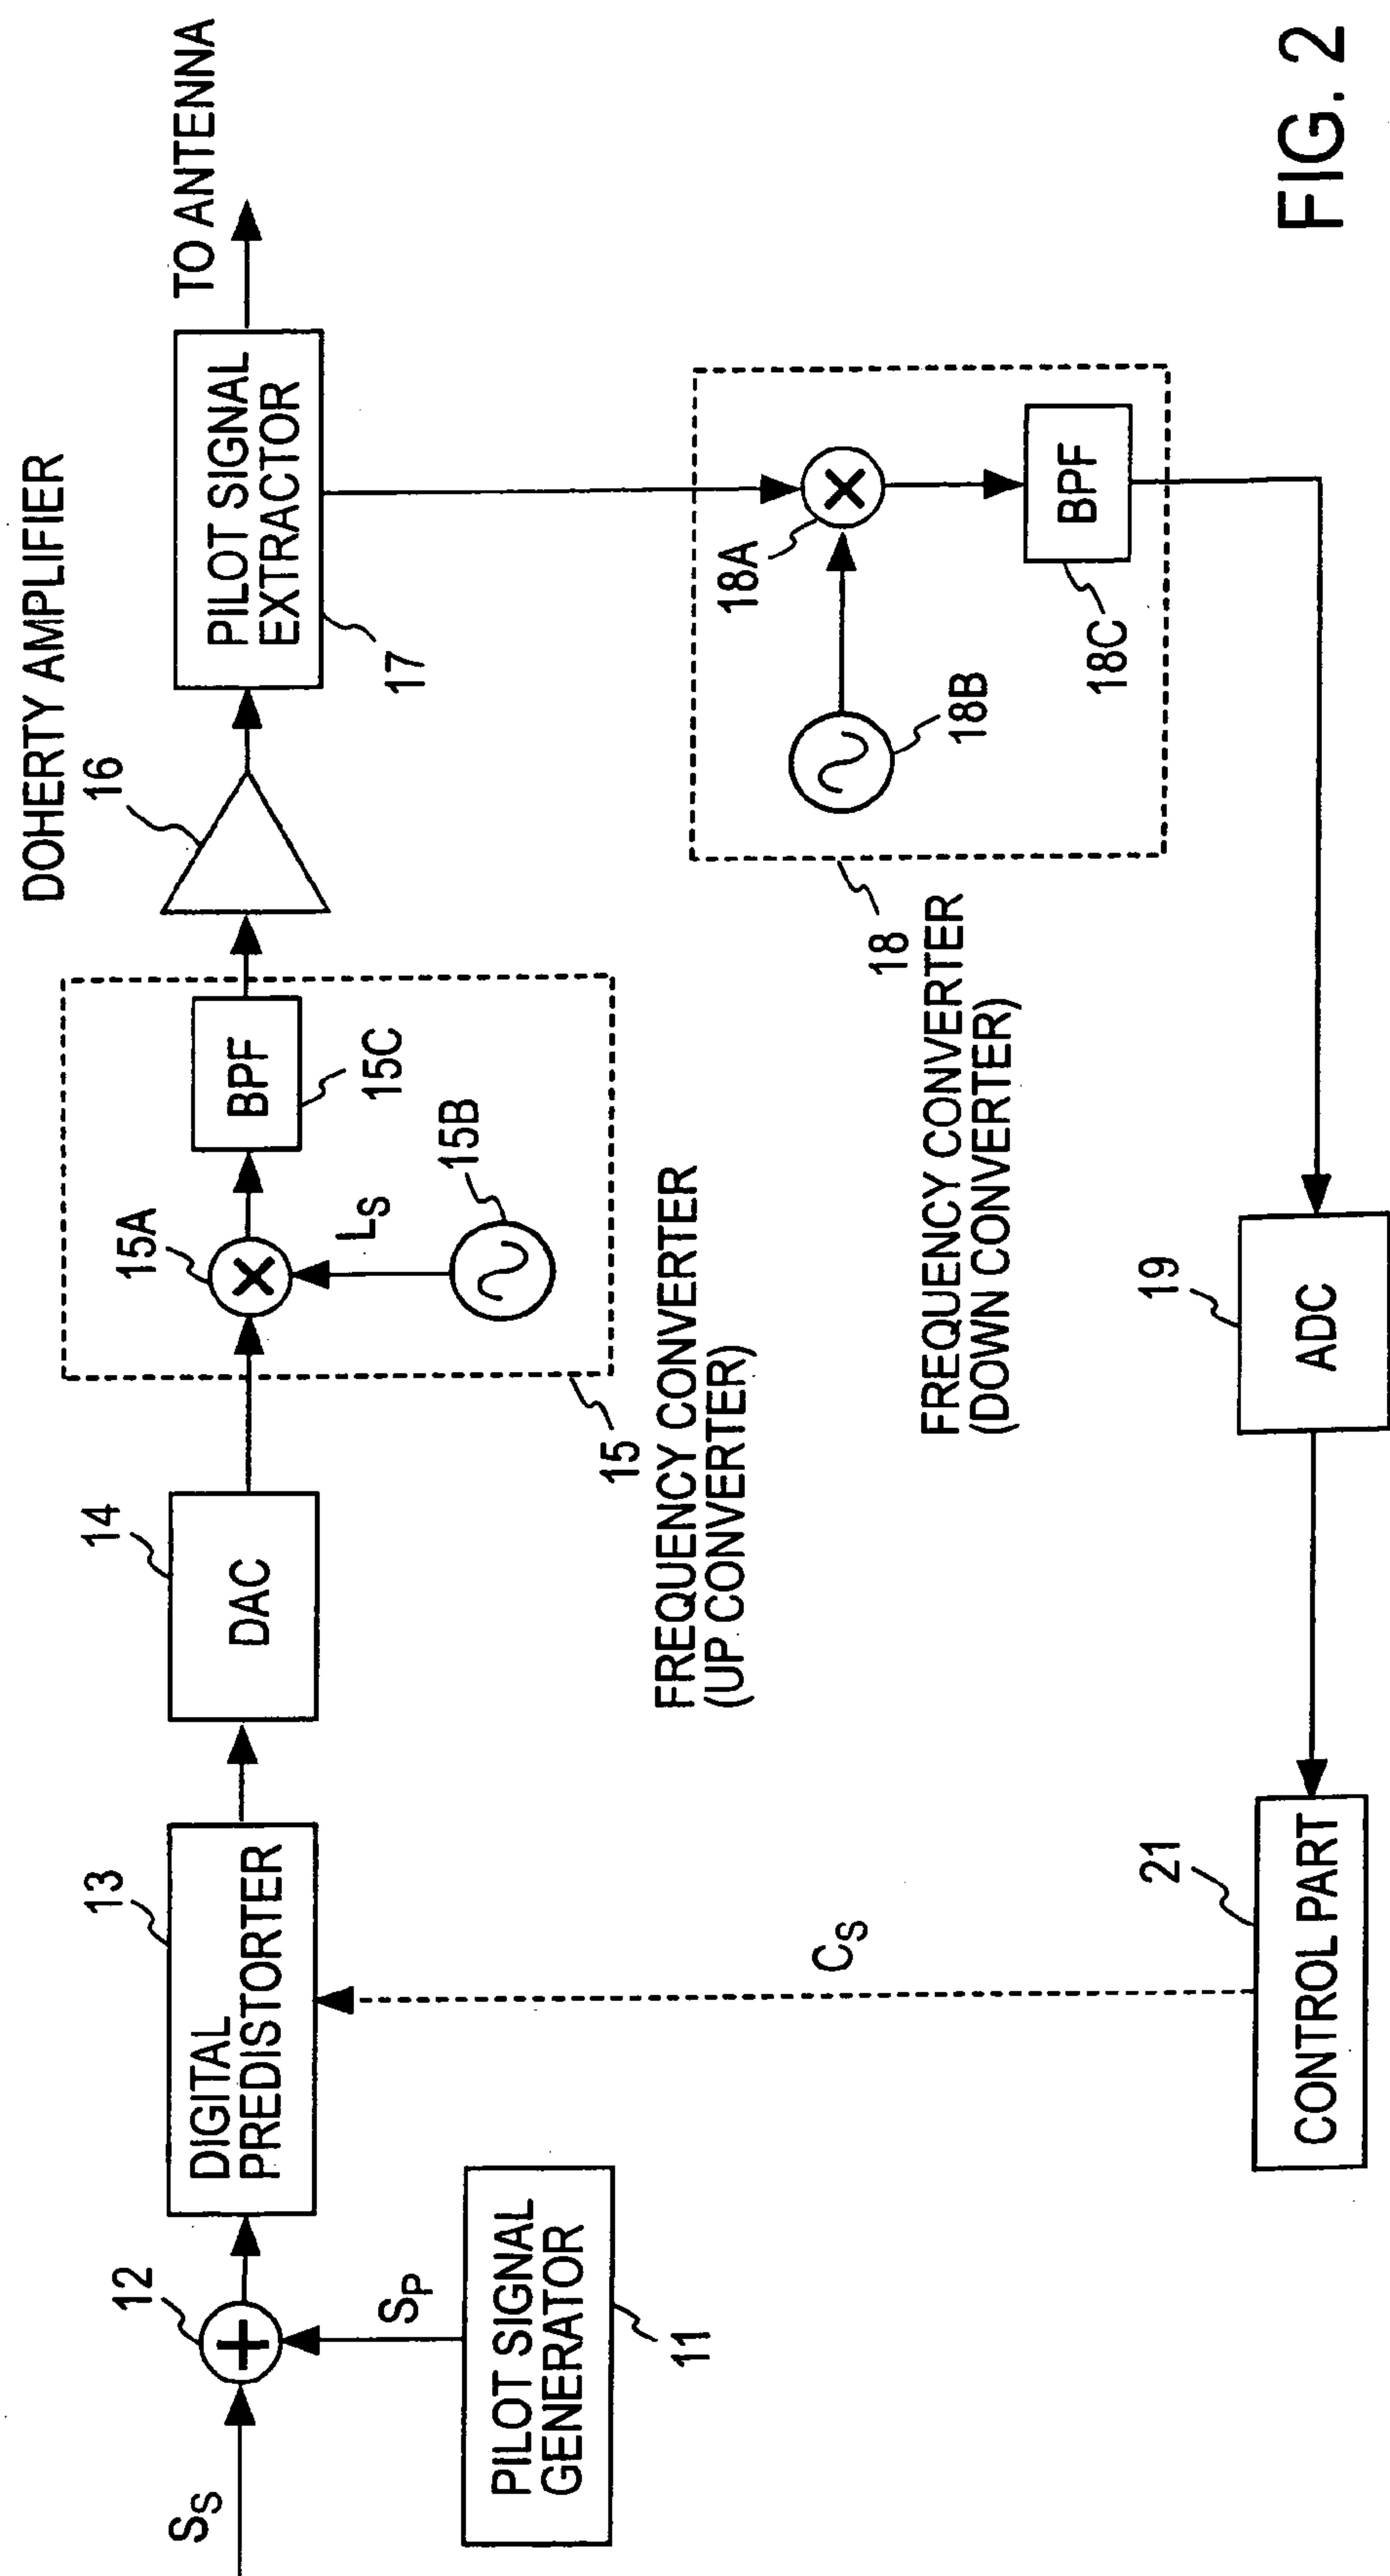 DOHERTY AMPLIFIER
16
TO ANTENNA
PILOT SIGNAL
EXTRACTOR
17
SS
12
SP
PILOT SIGNAL
GENERATOR
11
13
DIGITAL
PREDISTORTER
14
DAC
15A
LS
15B
BPF
15C
15
FREQUENCY CONVERTER
(UP CONVERTER)
18A
18B
BPF
18C
18
FREQUENCY CONVERTER
(DOWN CONVERTER)
CS
21
CONTROL PART
19
ADC
FIG. 2